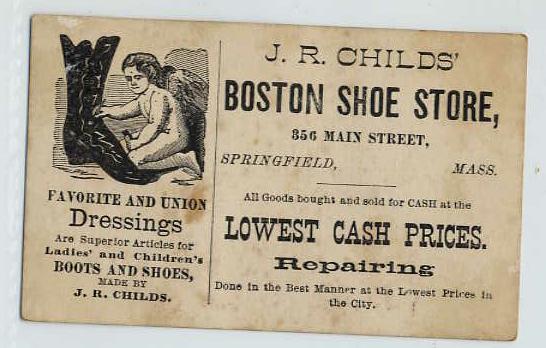 FAVORITE AND UNION
Dressings
Are Superior Articles for
Ladies' and Children's
BOOTS AND SHOES,
MADE BY
J. R. CHILDS.
J. R. CHILDS'
BOSTON SHOE STORE,
356 MAIN STREET,
SPRINGFIELD, MASS.
All Goods bought and sold for CASH at the
LOWEST CASH PRICES.
Repairing
Done in the Best Manner at the Lowest Prices in
the City.